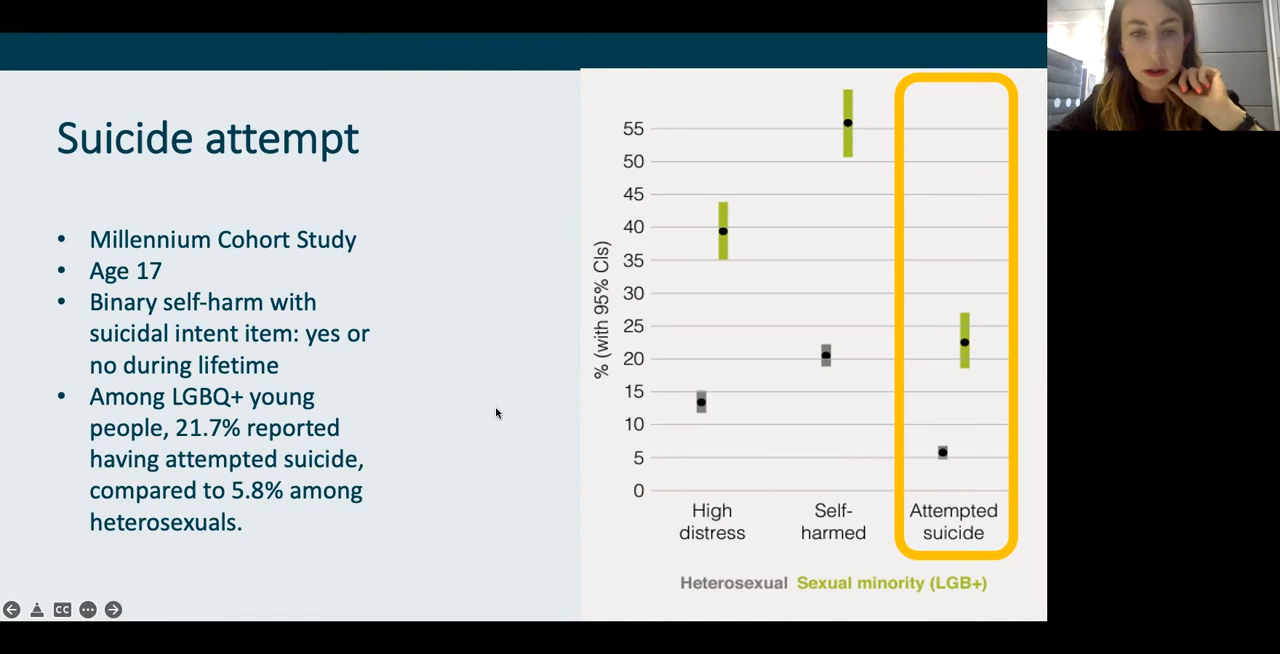 Suicide attempt
• Millennium Cohort Study
• Age 17
• Binary self-harm with
suicidal intent item: yes or
no during lifetime
• Among LGBQ+ young
people, 21.7% reported
having attempted suicide,
compared to 5.8% among
heterosexuals.
% (with 95% CIs)
55
50
45
40
35
30
25
20
15
10
5
0
High
distress
Self-
harmed
Attempted
suicide
Heterosexual Sexual minority (LGB+)
CC